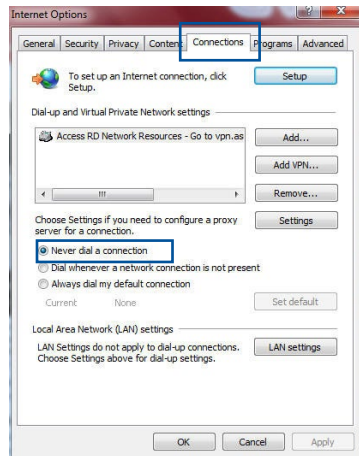 Internet Options
General Security Privacy Content Connections Programs Advanced
To set up an Internet connection, click Setup.
Setup
Dial-up and Virtual Private Network settings
Access RD Network Resources - Go to vpn.as
Add...
Add VPN...
Remove...
Choose Settings if you need to configure a proxy
server for a connection.
Settings
Never dial a connection
Dial whenever a network connection is not present
Always dial my default connection
Current None
Set default
Local Area Network (LAN) settings
LAN Settings do not apply to dial-up connections.
Choose Settings above for dial-up settings.
LAN settings
OK Cancel Apply